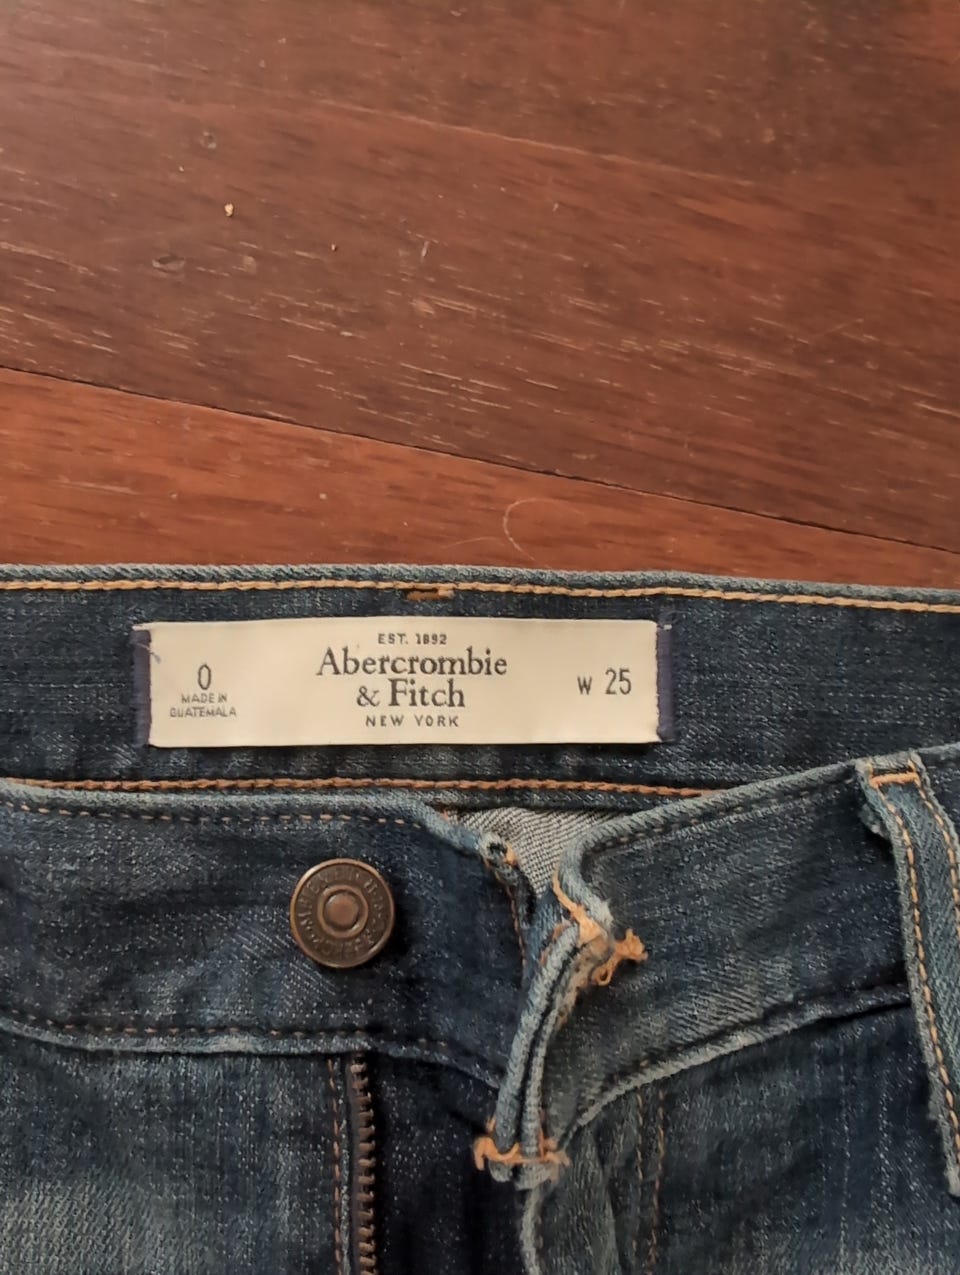 EST. 1892
Abercrombie
& Fitch
NEW YORK
0
MADE IN
GUATEMALA
W 25